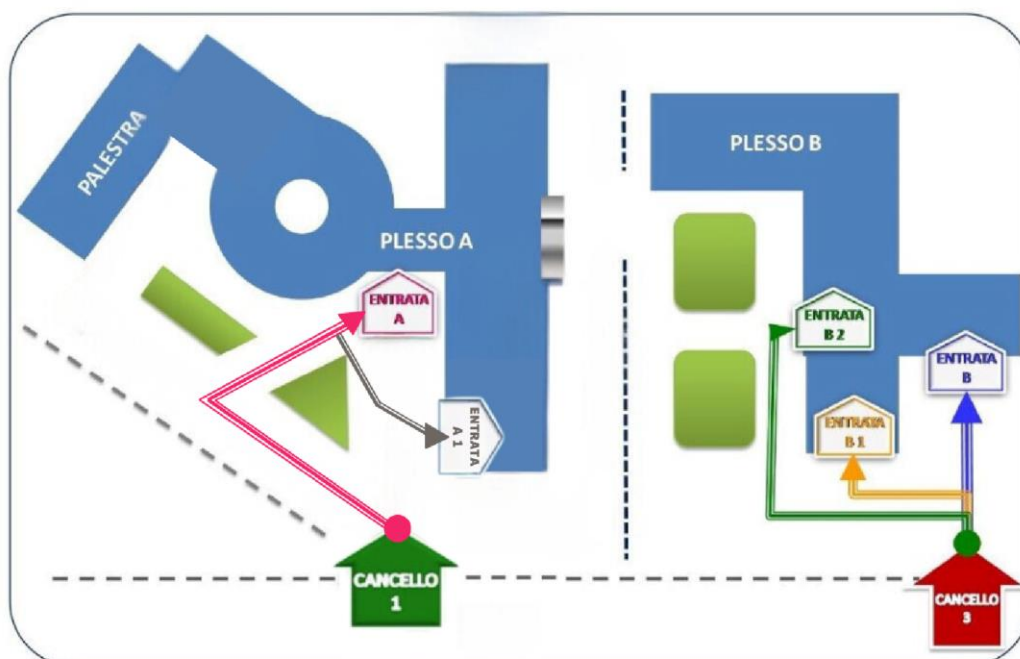 PALESTRA
PLESSO A
PLESSO B
ENTRATA
A
ENTRATA
A 1
ENTRATA
B 2
ENTRATA
B
ENTRATA
B 1
CANCELLO
1
CANCELLO
3